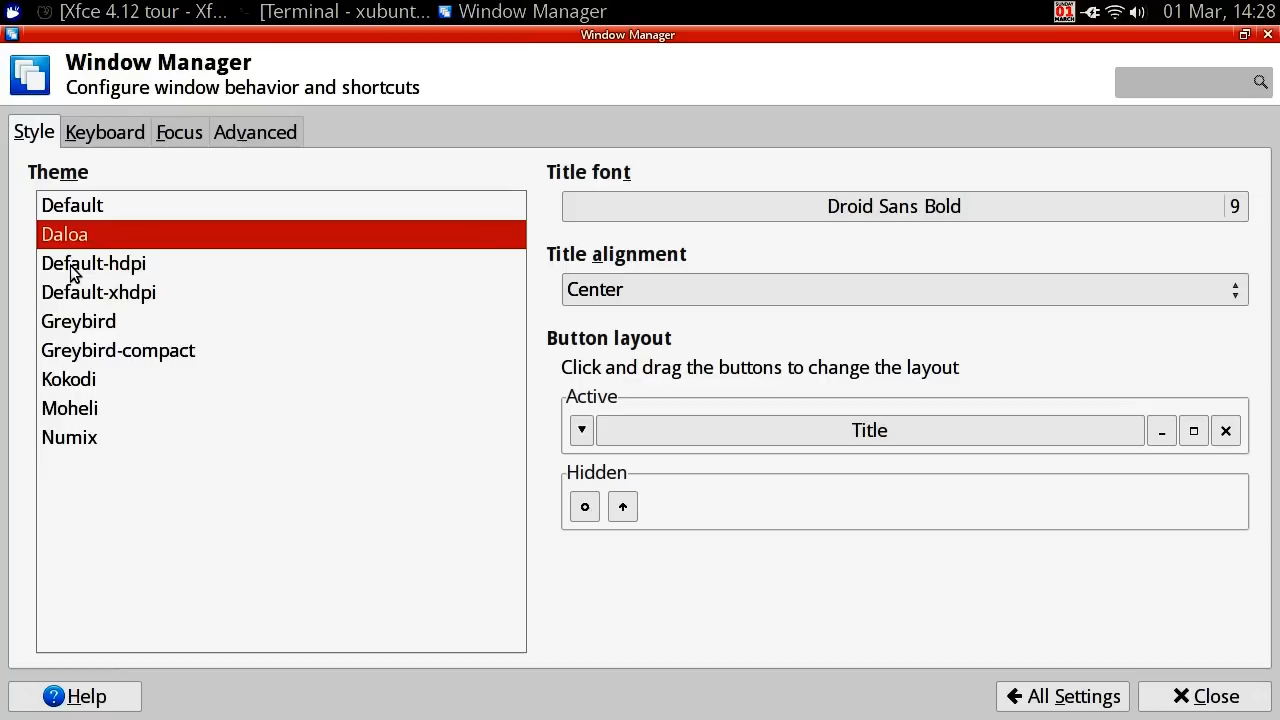 [Xfce 4.12 tour - Xf... [Terminal - xubunt... Window Manager SUNDAY 01 MARCH 01 Mar, 14:28
Window Manager
Window Manager
Configure window behavior and shortcuts
Style Keyboard Focus Advanced
Theme
Default
Daloa
Default-hdpi
Default-xhdpi
Greybird
Greybird-compact
Kokodi
Moheli
Numix
Title font
Droid Sans Bold 9
Title alignment
Center
Button layout
Click and drag the buttons to change the layout
Active
Title
Hidden
Help All Settings Close